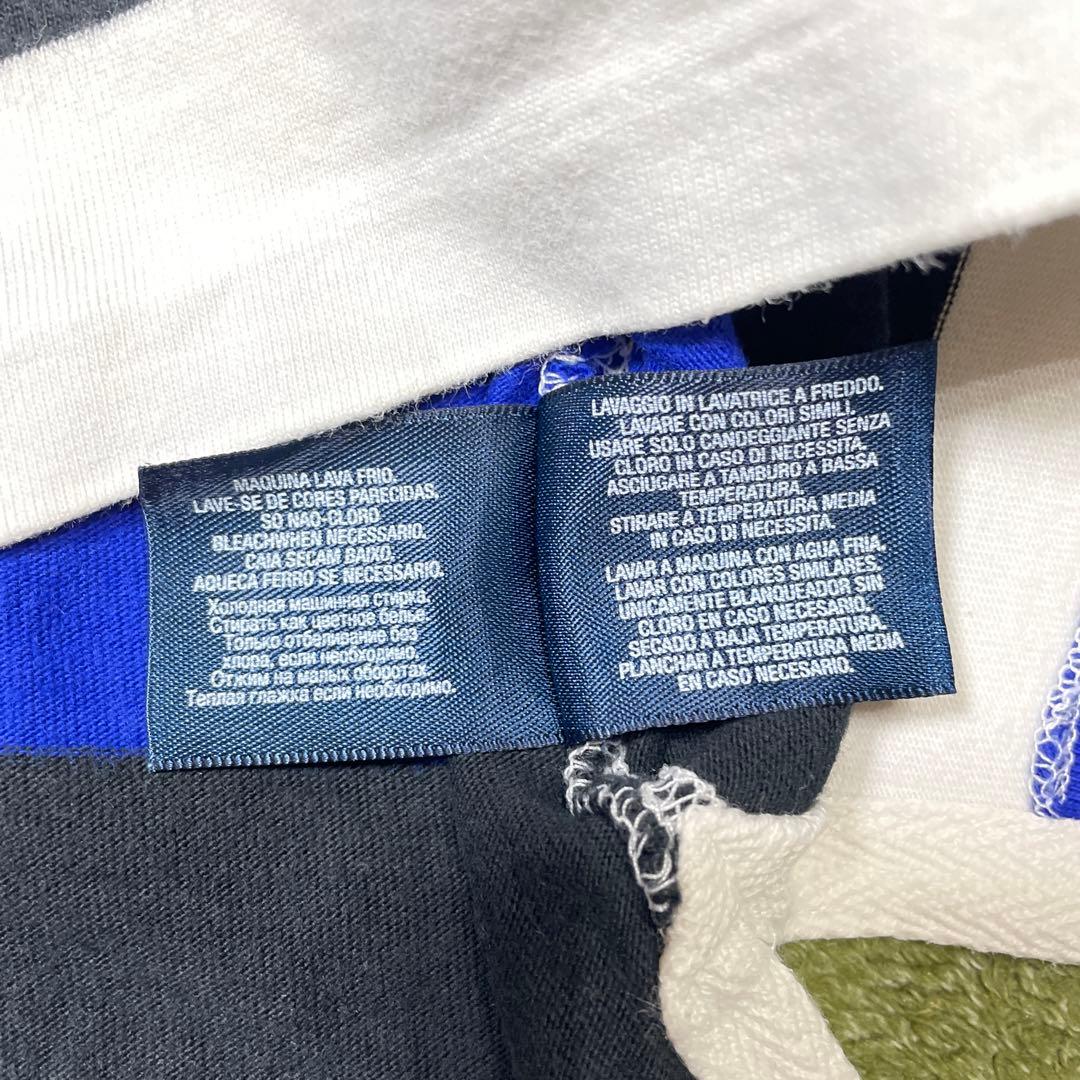 MAQUINA LAVA FRIO.
LAVE-SE DE CORES PARECIDAS.
SO NAO-CLORO
BLEACHWHEN NECESSARIO.
CAIA SECAM BAIXO.
AQUECA FERRO SE NECESSARIO.
Холодная машинная стирка.
Стирать как цветное белье.
Только отбеливание без
хлора, если необходимо.
Отжим на малых оборотах.
Теплая глажка если необходимо.
LAVAGGIO IN LAVATRICE A FREDDO.
LAVARE CON COLORI SIMILI.
USARE SOLO CANDEGGIANTE SENZA
CLORO IN CASO DI NECESSITA.
ASCIUGARE A TAMBURO A BASSA
TEMPERATURA.
STIRARE A TEMPERATURA MEDIA
IN CASO DI NECESSITÀ.
LAVAR A MAQUINA CON AGUA FRIA.
LAVAR CON COLORES SIMILARES.
UNICAMENTE BLANQUEADOR SIN
CLORO EN CASO NECESARIO.
SECADO A BAJA TEMPERATURA.
PLANCHAR A TEMPERATURA MEDIA
EN CASO NECESARIO.